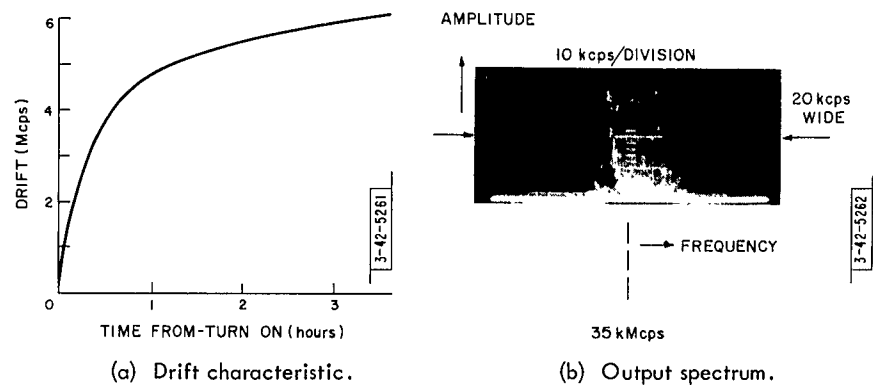 6
4
2
0
DRIFT (Mcps)
1
2
3
TIME FROM-TURN ON (hours)
3-42-5261
(a) Drift characteristic.
AMPLITUDE
10 kcps/DIVISION
20 kcps
WIDE
FREQUENCY
35 kMcps
3-42-5262
(b) Output spectrum.